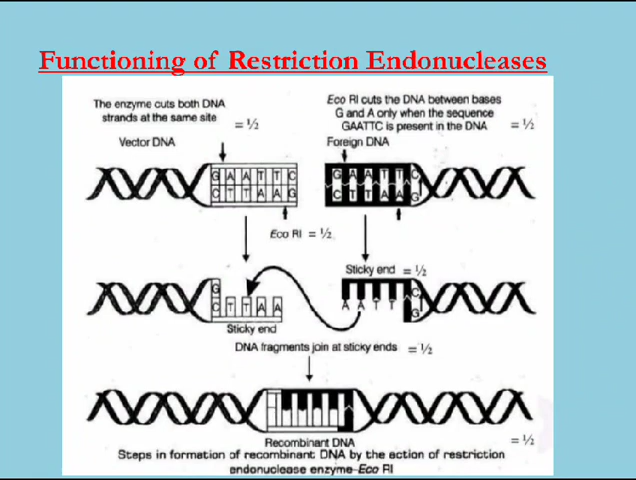 Functioning of Restriction Endonucleases
The enzyme cuts both DNA
strands at the same site = ½
Eco RI cuts the DNA between bases
G and A only when the sequence
GAATTC is present in the DNA = ½
Vector DNA
Foreign DNA
G A A T T C
C T T A A G
G A A T T C
C T T A A G
Eco RI = ½
Sticky end = ½
G
C T T A A
C
A A T T G
Sticky end
DNA fragments join at sticky ends = ½
Recombinant DNA = ½
Steps in formation of recombinant DNA by the action of restriction
endonuclease enzyme-Eco RI